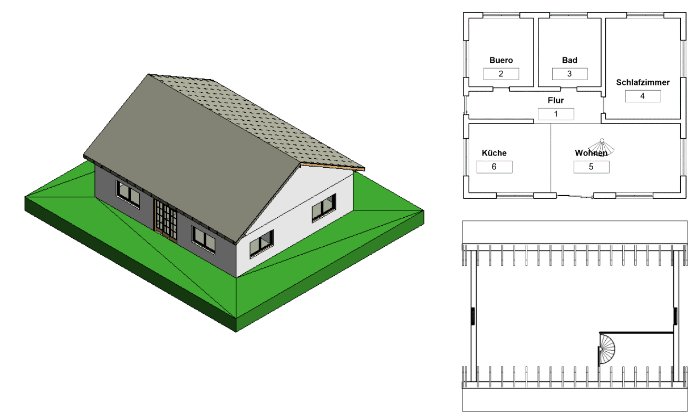 Buero
2
Bad
3
Schlafzimmer
4
Flur
1
Küche
6
Wohnen
5